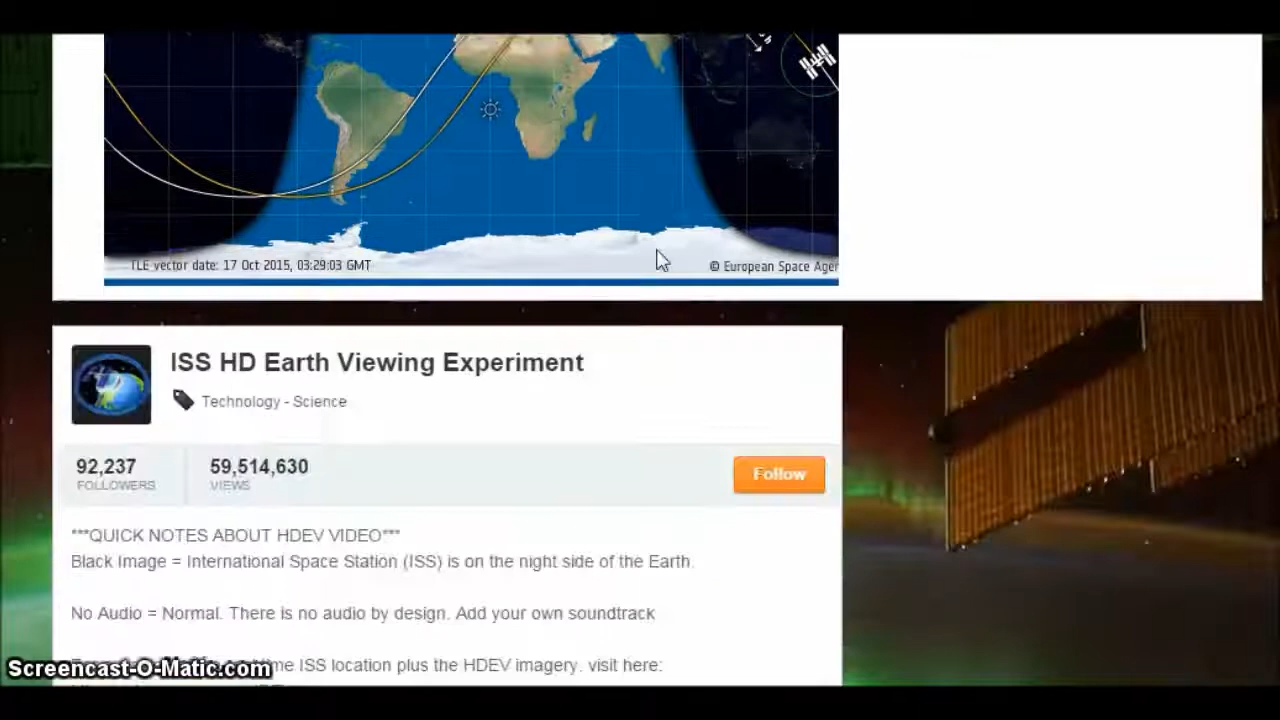 TLE vector date: 17 Oct 2015, 03:29:03 GMT
© European Space Agen
ISS HD Earth Viewing Experiment
Technology - Science
92,237
FOLLOWERS
59,514,630
VIEWS
Follow
***QUICK NOTES ABOUT HDEV VIDEO***
Black Image = International Space Station (ISS) is on the night side of the Earth.
No Audio = Normal. There is no audio by design. Add your own soundtrack
ISS location plus the HDEV imagery, visit here:
Screencast-O-Matic.com